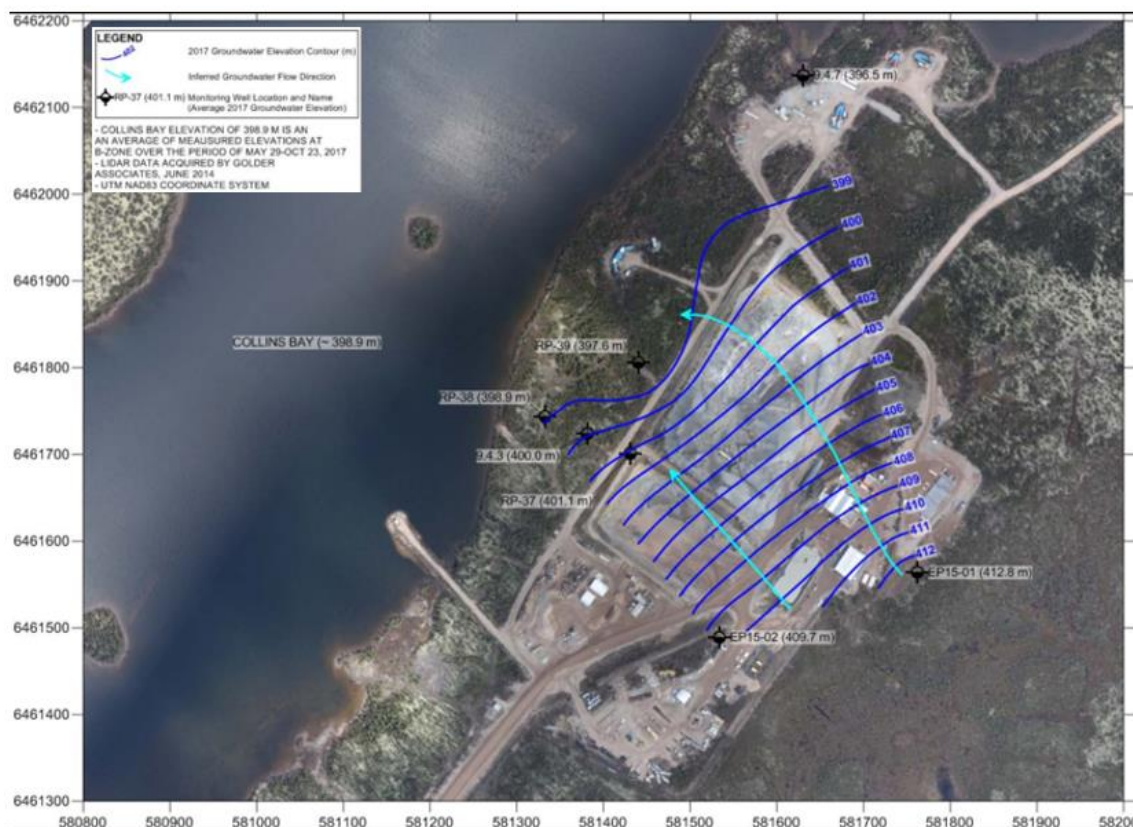 6462200
6462100
6462000
6461900
6461800
6461700
6461600
6461500
6461400
6461300
LEGEND
402
2017 Groundwater Elevation Contour (m)
Inferred Groundwater Flow Direction
RP-37 (401.1 m)
Monitoring Well Location and Name
(Average 2017 Groundwater Elevation)
- COLLINS BAY ELEVATION OF 398.9 M IS AN
AN AVERAGE OF MEAUSURED ELEVATIONS AT
B-ZONE OVER THE PERIOD OF MAY 29-OCT 23, 2017
- LIDAR DATA ACQUIRED BY GOLDER
ASSOCIATES, JUNE 2014
- UTM NAD83 COORDINATE SYSTEM
9.4.7 (396.5 m)
399
400
401
402
403
404
405
406
407
408
409
410
411
412
COLLINS BAY (~ 398.9 m)
RP-39 (397.6 m)
RP-38 (398.9 m)
9.4.3 (400.0 m)
RP-37 (401.1 m)
EP15-01 (412.8 m)
EP15-02 (409.7 m)
580800 580900 581000 581100 581200 581300 581400 581500 581600 581700 581800 581900 582000